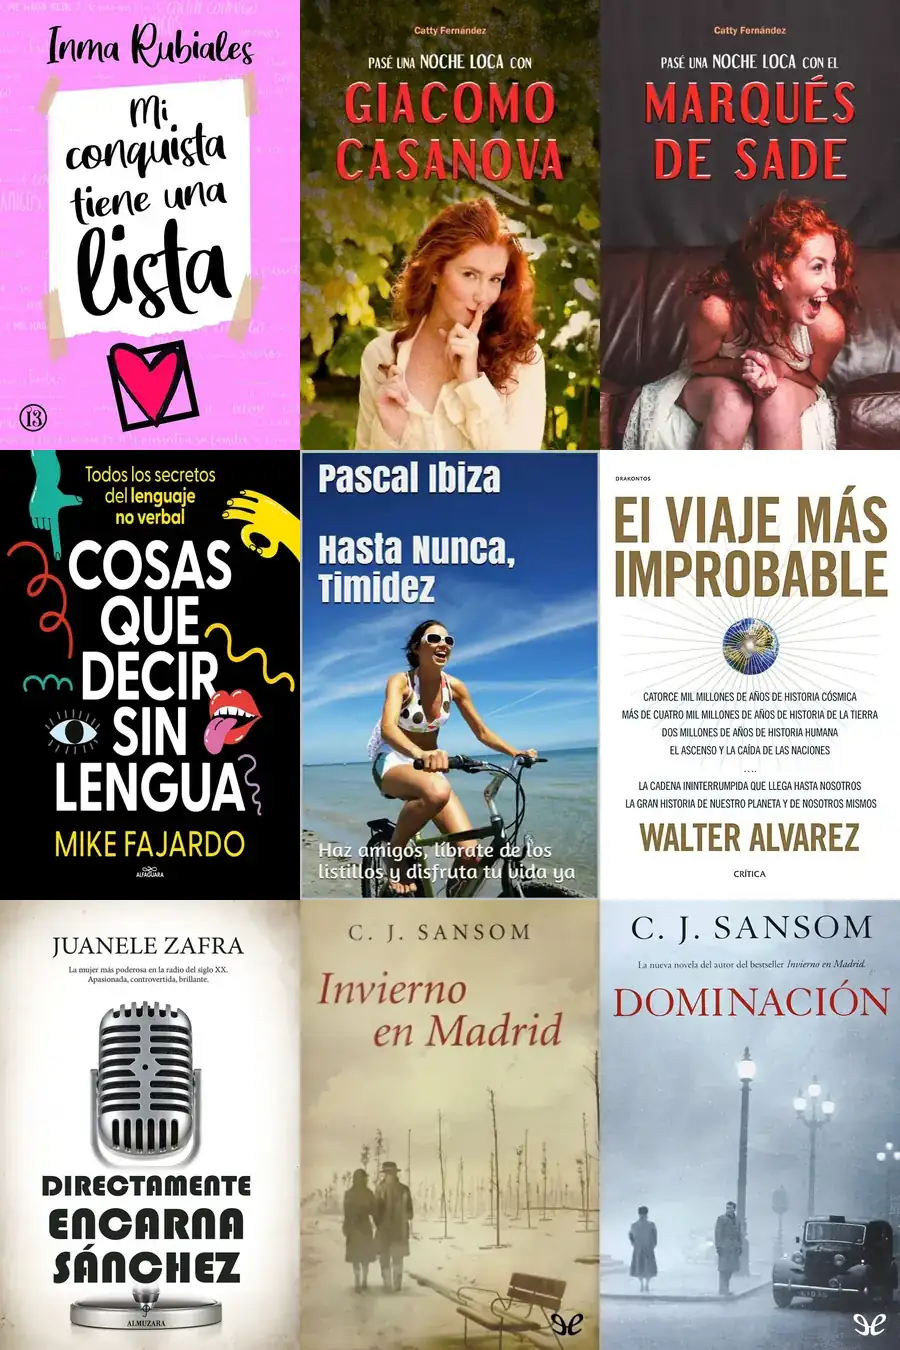 Inma Rubiales
Mi
conquista
tiene una
lista
13
Catty Fernández
PASÉ UNA NOCHE LOCA CON
GIACOMO
CASANOVA
Catty Fernández
PASÉ UNA NOCHE LOCA CON EL
MARQUÉS
DE SADE
Todos los secretos
del lenguaje
no verbal
COSAS
QUE
DECIR
SIN
LENGUA
MIKE FAJARDO
ALFAGUARA
Pascal Ibiza
Hasta Nunca,
Timidez
Haz amigos, líbrate de los
listillos y disfruta tu vida ya
DRAKONTOS
El VIAJE MÁS
IMPROBABLE
CATORCE MIL MILLONES DE AÑOS DE HISTORIA CÓSMICA
MÁS DE CUATRO MIL MILLONES DE AÑOS DE HISTORIA DE LA TIERRA
DOS MILLONES DE AÑOS DE HISTORIA HUMANA
EL ASCENSO Y LA CAÍDA DE LAS NACIONES
....
LA CADENA ININTERRUMPIDA QUE LLEGA HASTA NOSOTROS
LA GRAN HISTORIA DE NUESTRO PLANETA Y DE NOSOTROS MISMOS
WALTER ALVAREZ
CRÍTICA
JUANELE ZAFRA
La mujer más poderosa en la radio del siglo XX.
Apasionada, controvertida, brillante.
DIRECTAMENTE
ENCARNA
SÁNCHEZ
ALMUZARA
C. J. SANSOM
Invierno
en Madrid
C. J. SANSOM
La nueva novela del autor del bestseller Invierno en Madrid.
DOMINACIÓN